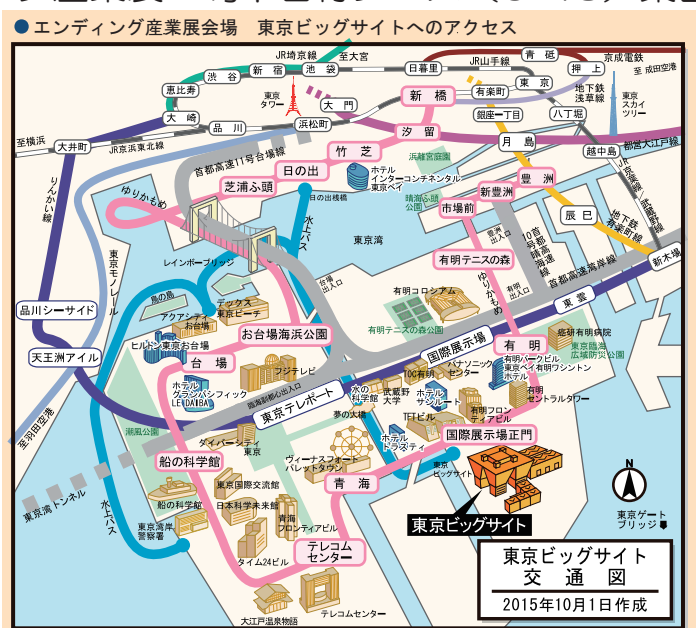 ●エンディング産業展会場　東京ビッグサイトへのアクセス
JR埼京線
至大宮
青砥
京成電鉄
JR山手線
渋谷
新宿
池袋
日暮里
押上
至 成田空港
恵比寿
東京タワー
大門
新橋
有楽町
東京
地下鉄
浅草線
東京
スカイ
ツリー
大崎
品川
浜松町
汐留
銀座一丁目
八丁堀
至横浜
大井町
JR京浜東北線
月島
越中島
都営大江戸線
首都高速11号台場線
竹芝
浜離宮庭園
JR京葉線
日の出
ホテル
インターコンチネンタル
東京ベイ
豊洲
りんかい線
芝浦ふ頭
晴海ふ頭
公園
新豊洲
武蔵野線
ゆりかもめ
日の出桟橋
市場前
辰巳
地下鉄
有楽町線
水上バス
豊洲
出入口
10号
首都高
晴海線
東京湾
東京モノレール
レインボーブリッジ
有明テニスの森
首都高速湾岸線
新木場
台場
出入口
ゆりかもめ
有明
出入口
鳥の島
デックス
東京ビーチ
有明コロシアム
東雲
品川シーサイド
アクアシティ
お台場
お台場海浜公園
有明テニスの森公園
国際展示場
有明
癌研有明病院
ヒルトン東京お台場
東京臨海
広域防災公園
天王洲アイル
台場
フジテレビ
パナソニック
センター
有明パークビル
東京ベイ有明ワシントン
ホテル
TOC有明
水の
科学館
武蔵野
大学
ホテル
グランパシフィック
LE DAIBA
臨海副都心出入口
東京テレポート
ホテル
サンルート
有明
セントラルタワー
至羽田空港
夢の大橋
TFTビル
有明フロン
ティアビル
潮風公園
ダイバーシティ
東京
ホテル
トラスティ
国際展示場正門
船の科学館
ヴィーナスフォート
パレットタウン
東京
ビッグサイト
N
東京湾トンネル
東京国際交流館
青海
船の科学館
日本科学未来館
東京ビッグサイト
東京ゲート
ブリッジ
水上バス
東京湾岸
警察署
青海
フロンティアビル
テレコム
センター
東京ビッグサイト
交通図
タイム24ビル
2015年10月1日作成
大江戸温泉物語
テレコムセンター